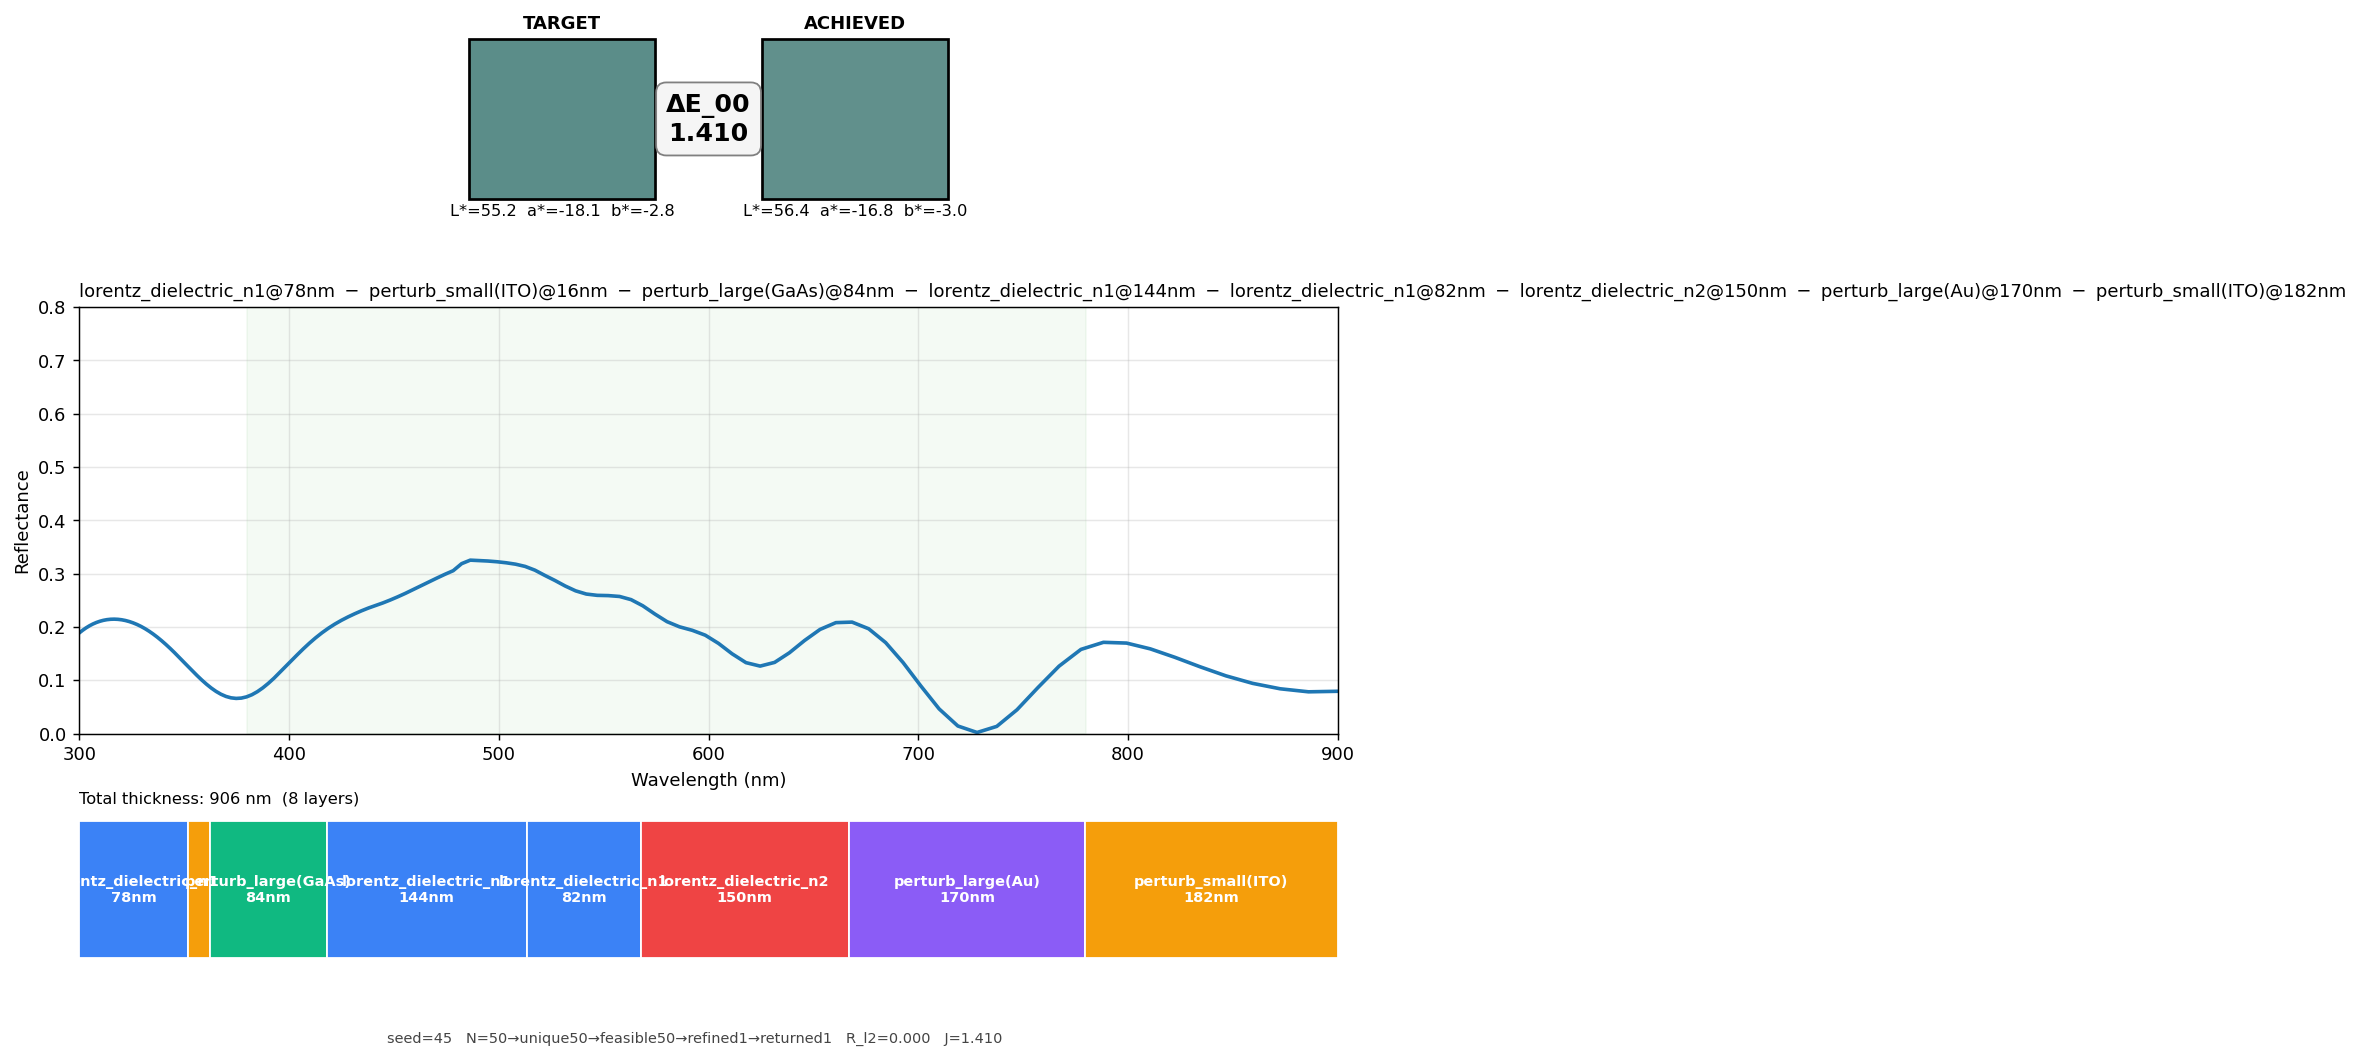 TARGET
ACHIEVED
ΔE_00
1.410
L*=55.2  a*=-18.1  b*=-2.8
L*=56.4  a*=-16.8  b*=-3.0
lorentz_dielectric_n1@78nm − perturb_small(ITO)@16nm − perturb_large(GaAs)@84nm − lorentz_dielectric_n1@144nm − lorentz_dielectric_n1@82nm − lorentz_dielectric_n2@150nm − perturb_large(Au)@170nm − perturb_small(ITO)@182nm
0.8
0.7
0.6
0.5
0.4
0.3
0.2
0.1
0.0
Reflectance
300 400 500 600 700 800 900
Wavelength (nm)
Total thickness: 906 nm  (8 layers)
ntz_dielectric_n1
78nm
perturb_large(GaAs)
84nm
lorentz_dielectric_n1
144nm
lorentz_dielectric_n1
82nm
lorentz_dielectric_n2
150nm
perturb_large(Au)
170nm
perturb_small(ITO)
182nm
seed=45   N=50→unique50→feasible50→refined1→returned1   R_l2=0.000   J=1.410